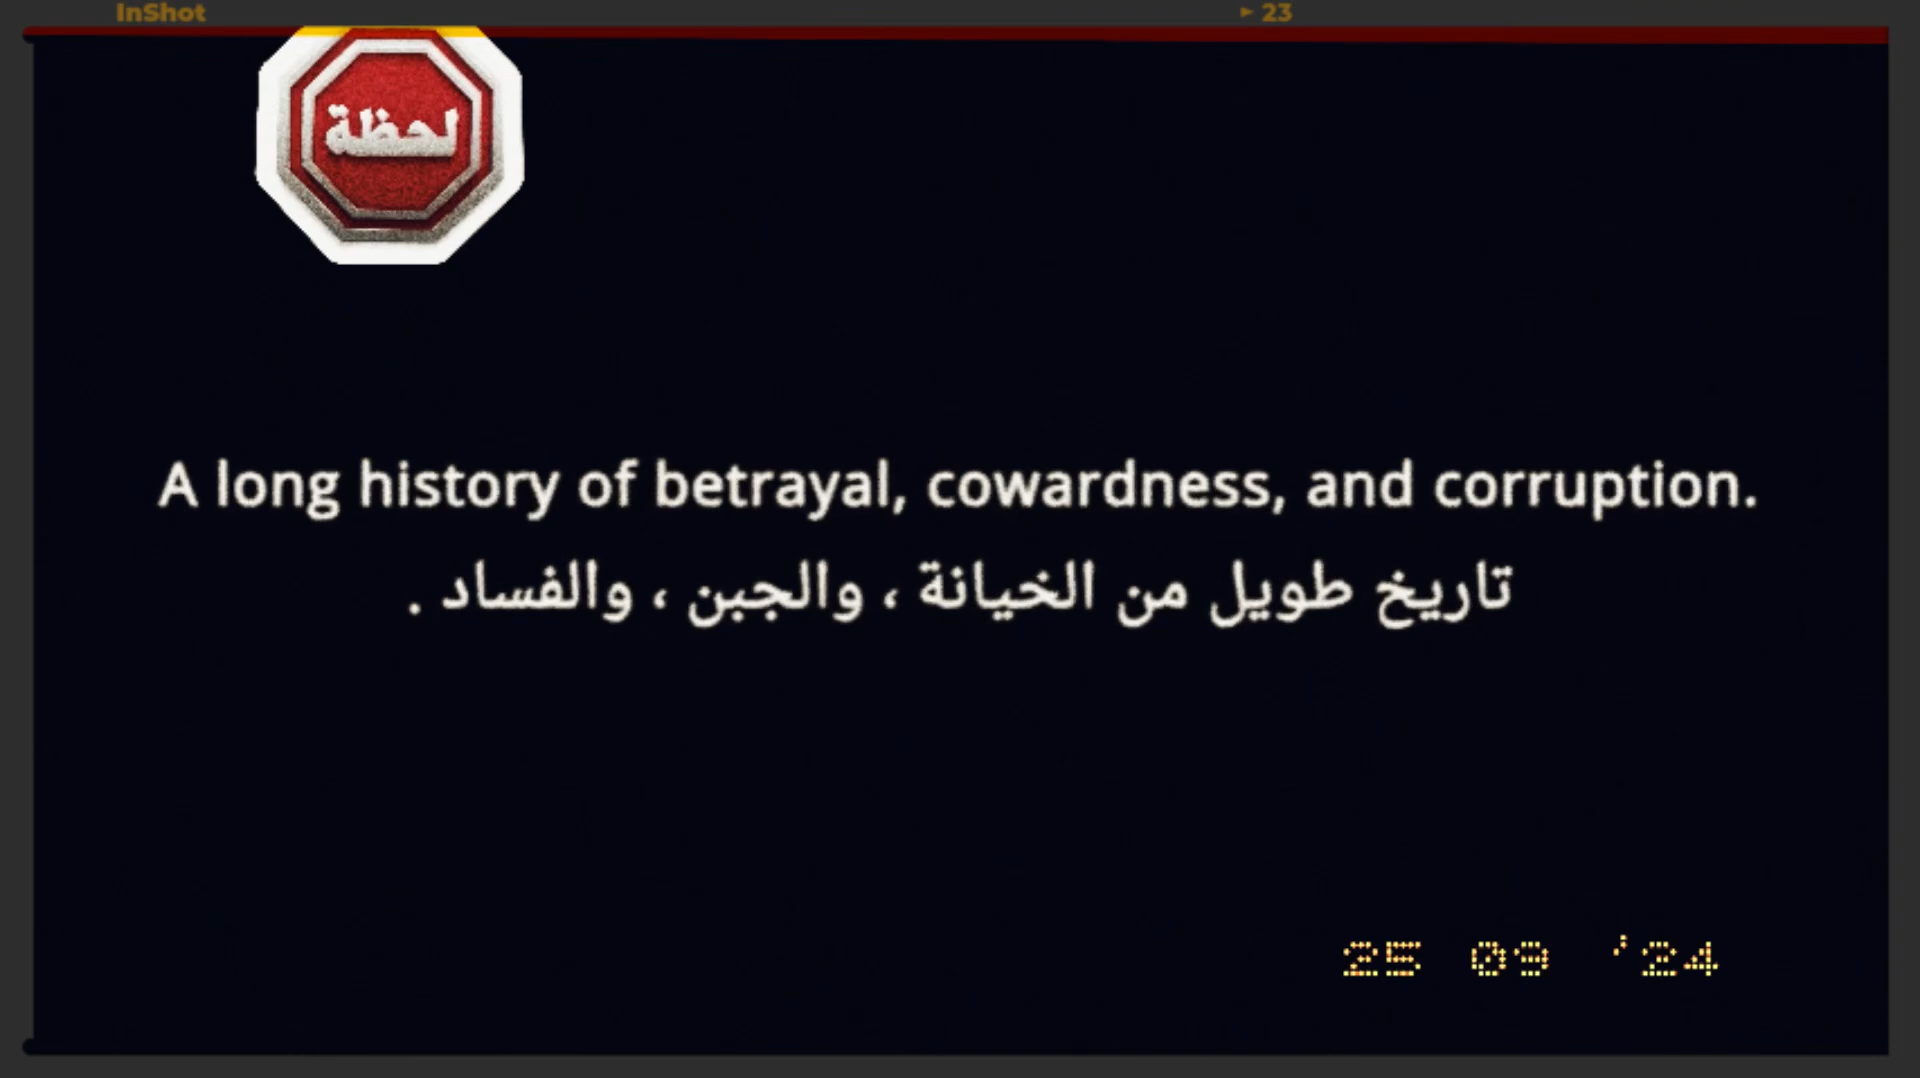 InShot
▸ 23
لحظة
A long history of betrayal, cowardness, and corruption.
تاريخ طويل من الخيانة ، والجبن ، والفساد .
25 09 '24